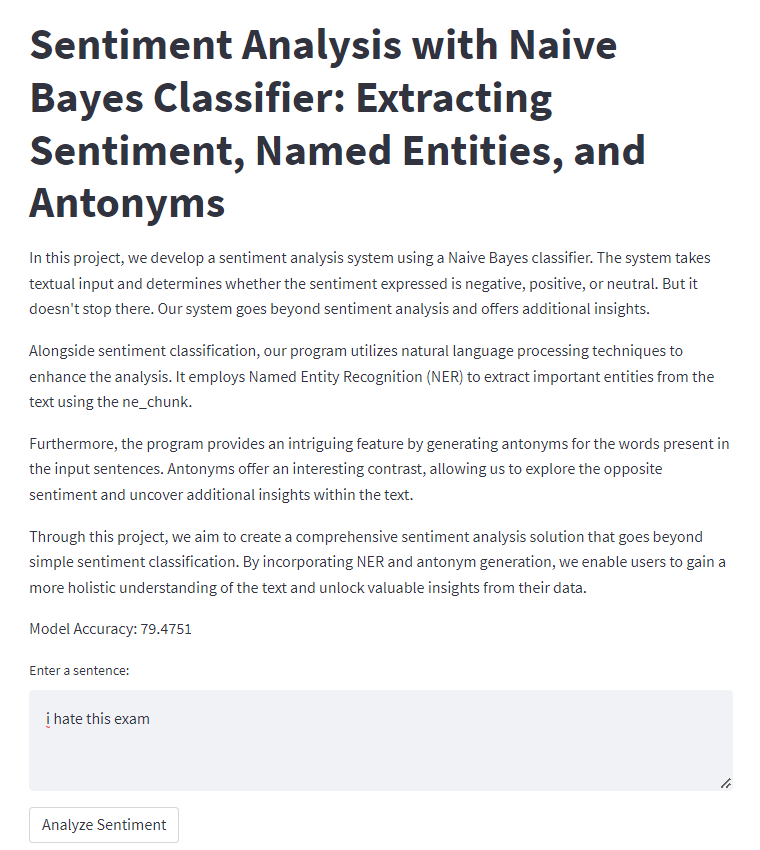 Sentiment Analysis with Naive
Bayes Classifier: Extracting
Sentiment, Named Entities, and
Antonyms
In this project, we develop a sentiment analysis system using a Naive Bayes classifier. The system takes
textual input and determines whether the sentiment expressed is negative, positive, or neutral. But it
doesn't stop there. Our system goes beyond sentiment analysis and offers additional insights.
Alongside sentiment classification, our program utilizes natural language processing techniques to
enhance the analysis. It employs Named Entity Recognition (NER) to extract important entities from the
text using the ne_chunk.
Furthermore, the program provides an intriguing feature by generating antonyms for the words present in
the input sentences. Antonyms offer an interesting contrast, allowing us to explore the opposite
sentiment and uncover additional insights within the text.
Through this project, we aim to create a comprehensive sentiment analysis solution that goes beyond
simple sentiment classification. By incorporating NER and antonym generation, we enable users to gain a
more holistic understanding of the text and unlock valuable insights from their data.
Model Accuracy: 79.4751
Enter a sentence:
i hate this exam
Analyze Sentiment